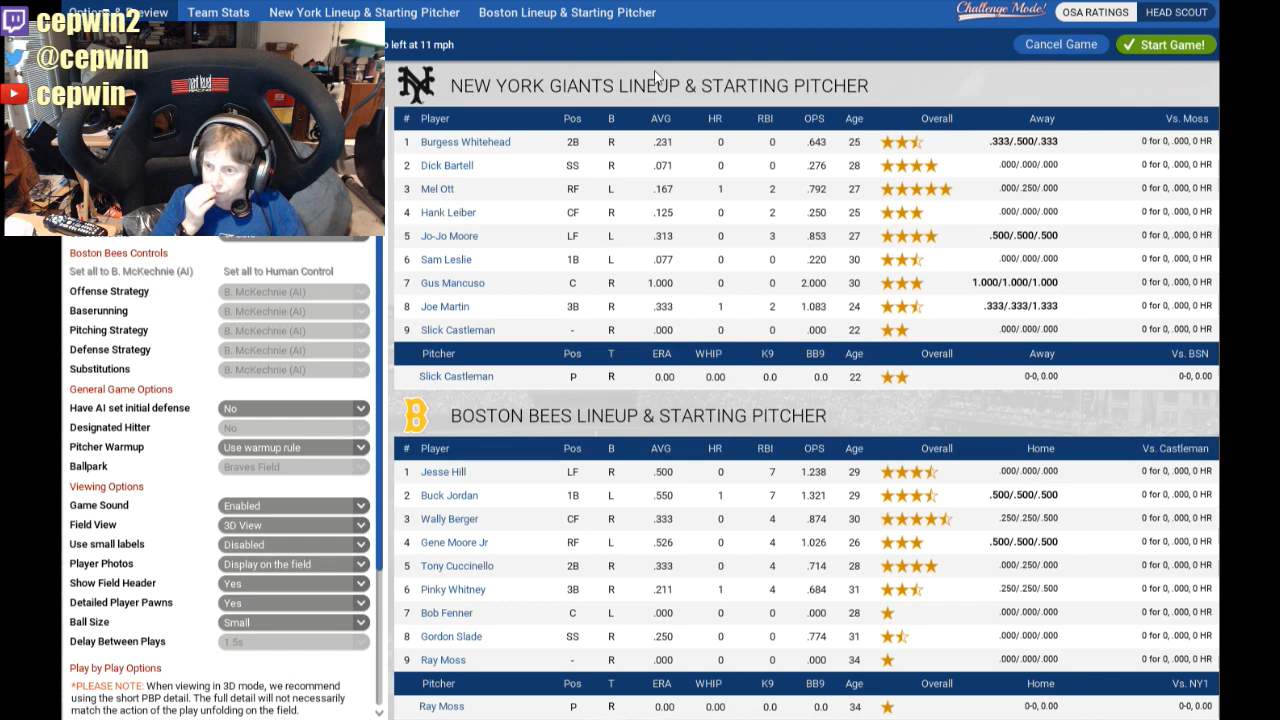 Options & Preview Team Stats New York Lineup & Starting Pitcher Boston Lineup & Starting Pitcher Challenge Mode! OSA RATINGS HEAD SCOUT
cepwin2
@cepwin
cepwin
left at 11 mph Cancel Game Start Game!
NEW YORK GIANTS LINEUP & STARTING PITCHER
# Player Pos B AVG HR RBI OPS Age Overall Away Vs. Moss
1 Burgess Whitehead 2B R .231 0 0 .643 25 .333/.500/.333 0 for 0, .000, 0 HR
2 Dick Bartell SS R .071 0 0 .276 28 .000/.000/.000 0 for 0, .000, 0 HR
3 Mel Ott RF L .167 1 2 .792 27 .000/.250/.000 0 for 0, .000, 0 HR
4 Hank Leiber CF R .125 0 2 .250 25 .000/.000/.000 0 for 0, .000, 0 HR
5 Jo-Jo Moore LF L .313 0 3 .853 27 .500/.500/.500 0 for 0, .000, 0 HR
6 Sam Leslie 1B L .077 0 0 .220 30 .000/.000/.000 0 for 0, .000, 0 HR
7 Gus Mancuso C R 1.000 0 0 2.000 30 1.000/1.000/1.000 0 for 0, .000, 0 HR
8 Joe Martin 3B R .333 1 2 1.083 24 .333/.333/1.333 0 for 0, .000, 0 HR
9 Slick Castleman - R .000 0 0 .000 22 .000/.000/.000 0 for 0, .000, 0 HR
Pitcher Pos T ERA WHIP K9 BB9 Age Overall Away Vs. BSN
Slick Castleman P R 0.00 0.00 0.0 0.0 22 0-0, 0.00 0-0, 0.00
BOSTON BEES LINEUP & STARTING PITCHER
# Player Pos B AVG HR RBI OPS Age Overall Home Vs. Castleman
1 Jesse Hill LF R .500 0 7 1.238 29 .000/.000/.000 0 for 0, .000, 0 HR
2 Buck Jordan 1B L .550 1 7 1.321 29 .500/.500/.500 0 for 0, .000, 0 HR
3 Wally Berger CF R .333 0 4 .874 30 .250/.250/.500 0 for 0, .000, 0 HR
4 Gene Moore Jr RF L .526 0 4 1.026 26 .500/.500/.500 0 for 0, .000, 0 HR
5 Tony Cuccinello 2B R .333 0 4 .714 28 .000/.250/.000 0 for 0, .000, 0 HR
6 Pinky Whitney 3B R .211 1 4 .684 31 .250/.250/.500 0 for 0, .000, 0 HR
7 Bob Fenner C L .000 0 0 .000 28 .000/.000/.000 0 for 0, .000, 0 HR
8 Gordon Slade SS R .250 0 0 .774 31 .000/.000/.000 0 for 0, .000, 0 HR
9 Ray Moss - R .000 0 0 .000 34 .000/.000/.000 0 for 0, .000, 0 HR
Pitcher Pos T ERA WHIP K9 BB9 Age Overall Home Vs. NY1
Ray Moss P R 0.00 0.00 0.0 0.0 34 0-0, 0.00 0-0, 0.00
Boston Bees Controls
Set all to B. McKechnie (AI) Set all to Human Control
Offense Strategy B. McKechnie (AI)
Baserunning B. McKechnie (AI)
Pitching Strategy B. McKechnie (AI)
Defense Strategy B. McKechnie (AI)
Substitutions B. McKechnie (AI)
General Game Options
Have AI set initial defense No
Designated Hitter No
Pitcher Warmup Use warmup rule
Ballpark Braves Field
Viewing Options
Game Sound Enabled
Field View 3D View
Use small labels Disabled
Player Photos Display on the field
Show Field Header Yes
Detailed Player Pawns Yes
Ball Size Small
Delay Between Plays 1.5s
Play by Play Options
*PLEASE NOTE: When viewing in 3D mode, we recommend
using the short PBP detail. The full detail will not necessarily
match the action of the play unfolding on the field.